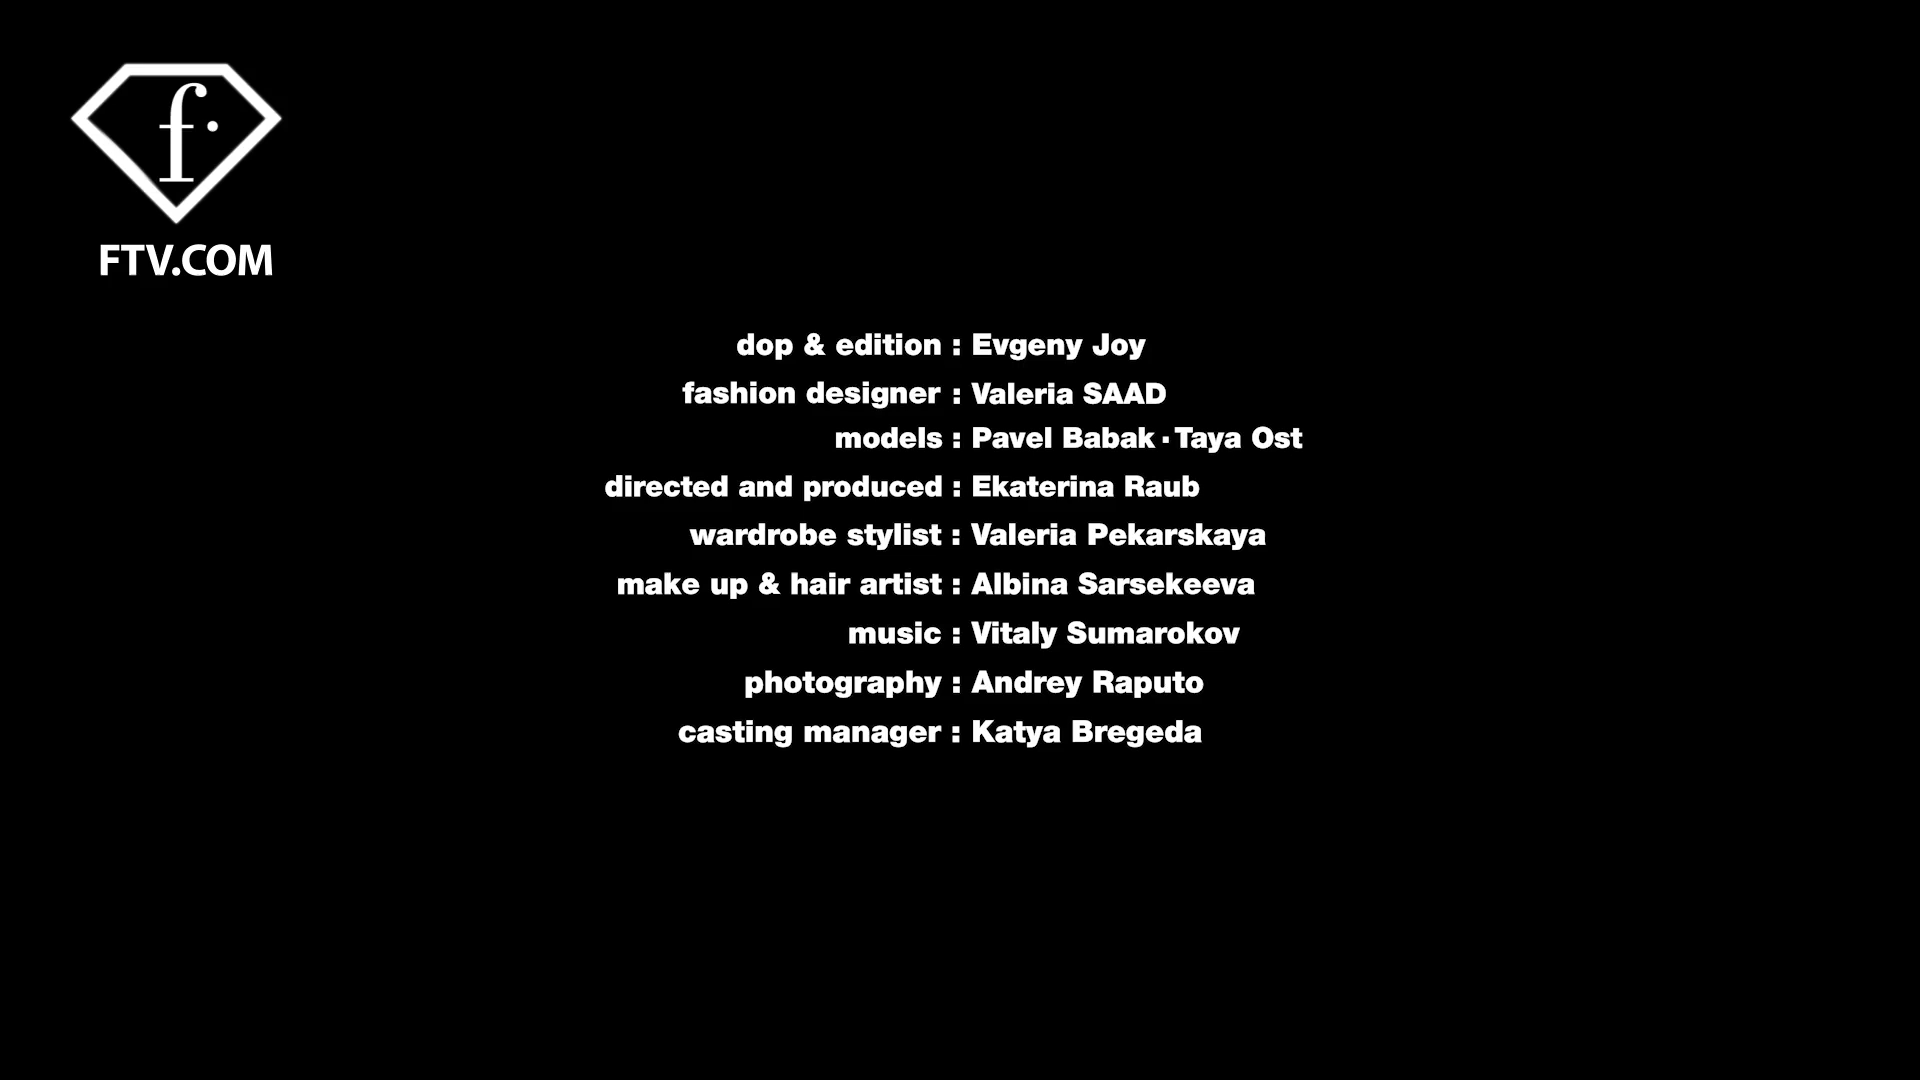 f.
FTV.COM
dop & edition : Evgeny Joy
fashion designer : Valeria SAAD
models : Pavel Babak · Taya Ost
directed and produced : Ekaterina Raub
wardrobe stylist : Valeria Pekarskaya
make up & hair artist : Albina Sarsekeeva
music : Vitaly Sumarokov
photography : Andrey Raputo
casting manager : Katya Bregeda